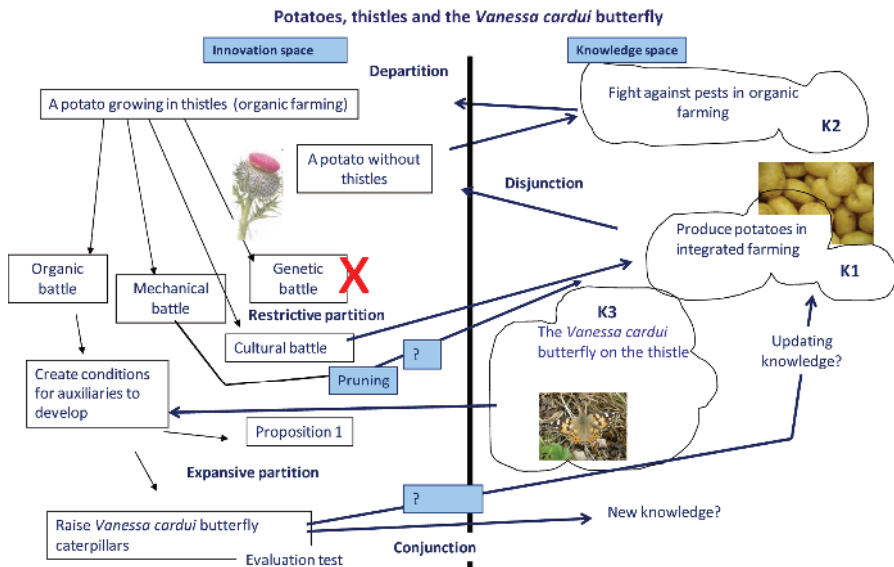 Potatoes, thistles and the Vanessa cardui butterfly
Innovation space
Knowledge space
Departition
A potato growing in thistles (organic farming)
Fight against pests in organic
farming
K2
A potato without
thistles
Disjunction
Produce potatoes in
integrated farming
K1
Organic
battle
Mechanical
battle
Genetic
battle
X
Restrictive partition
Cultural battle
?
Pruning
K3
The Vanessa cardui
butterfly on the thistle
Updating
knowledge?
Create conditions
for auxiliaries to
develop
Proposition 1
Expansive partition
?
Raise Vanessa cardui butterfly
caterpillars
New knowledge?
Evaluation test
Conjunction